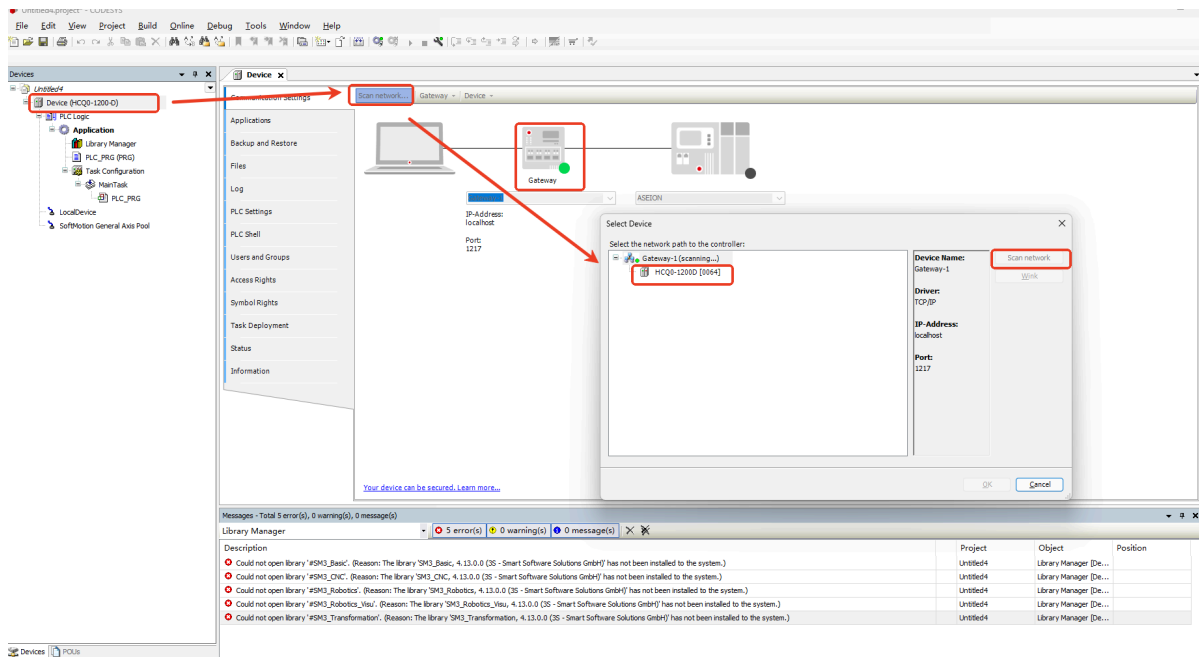 Untitled4.project* - CODESYS
File Edit View Project Build Online Debug Tools Window Help
Devices
Untitled4
Device (HCQ0-1200-D)
PLC Logic
Application
Library Manager
PLC_PRG (PRG)
Task Configuration
MainTask
PLC_PRG
LocalDevice
SoftMotion General Axis Pool
Devices POUs
Device
Communication Settings
Applications
Backup and Restore
Files
Log
PLC Settings
PLC Shell
Users and Groups
Access Rights
Symbol Rights
Task Deployment
Status
Information
Scan network... Gateway Device
Gateway
ASEION
IP-Address:
localhost
Port:
1217
Your device can be secured. Learn more...
Select Device
Select the network path to the controller:
Gateway-1 (scanning...)
HCQ0-1200D [0064]
Device Name:
Gateway-1
Driver:
TCP/IP
IP-Address:
localhost
Port:
1217
Scan network
Wink
OK Cancel
Messages - Total 5 error(s), 0 warning(s), 0 message(s)
Library Manager 5 error(s) 0 warning(s) 0 message(s)
Description Project Object Position
Could not open library '#SM3_Basic'. (Reason: The library 'SM3_Basic, 4.13.0.0 (3S - Smart Software Solutions GmbH)' has not been installed to the system.) Untitled4 Library Manager [De...
Could not open library '#SM3_CNC'. (Reason: The library 'SM3_CNC, 4.13.0.0 (3S - Smart Software Solutions GmbH)' has not been installed to the system.) Untitled4 Library Manager [De...
Could not open library '#SM3_Robotics'. (Reason: The library 'SM3_Robotics, 4.13.0.0 (3S - Smart Software Solutions GmbH)' has not been installed to the system.) Untitled4 Library Manager [De...
Could not open library '#SM3_Robotics_Visu'. (Reason: The library 'SM3_Robotics_Visu, 4.13.0.0 (3S - Smart Software Solutions GmbH)' has not been installed to the system.) Untitled4 Library Manager [De...
Could not open library '#SM3_Transformation'. (Reason: The library 'SM3_Transformation, 4.13.0.0 (3S - Smart Software Solutions GmbH)' has not been installed to the system.) Untitled4 Library Manager [De...